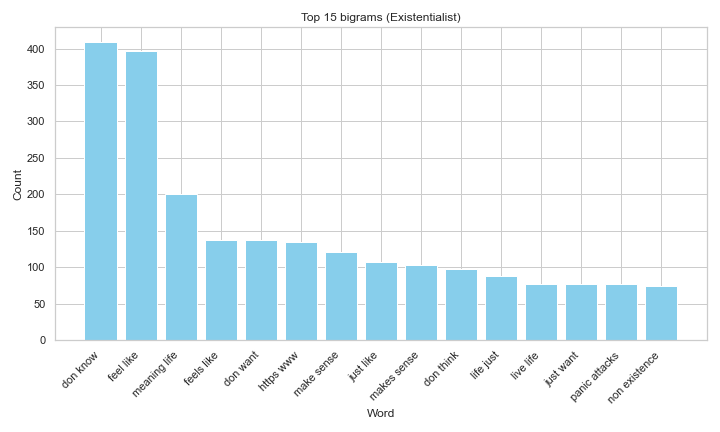 Top 15 bigrams (Existentialist)
Count
400
350
300
250
200
150
100
50
0
don know
feel like
meaning life
feels like
don want
https www
make sense
just like
makes sense
don think
life just
live life
just want
panic attacks
non existence
Word